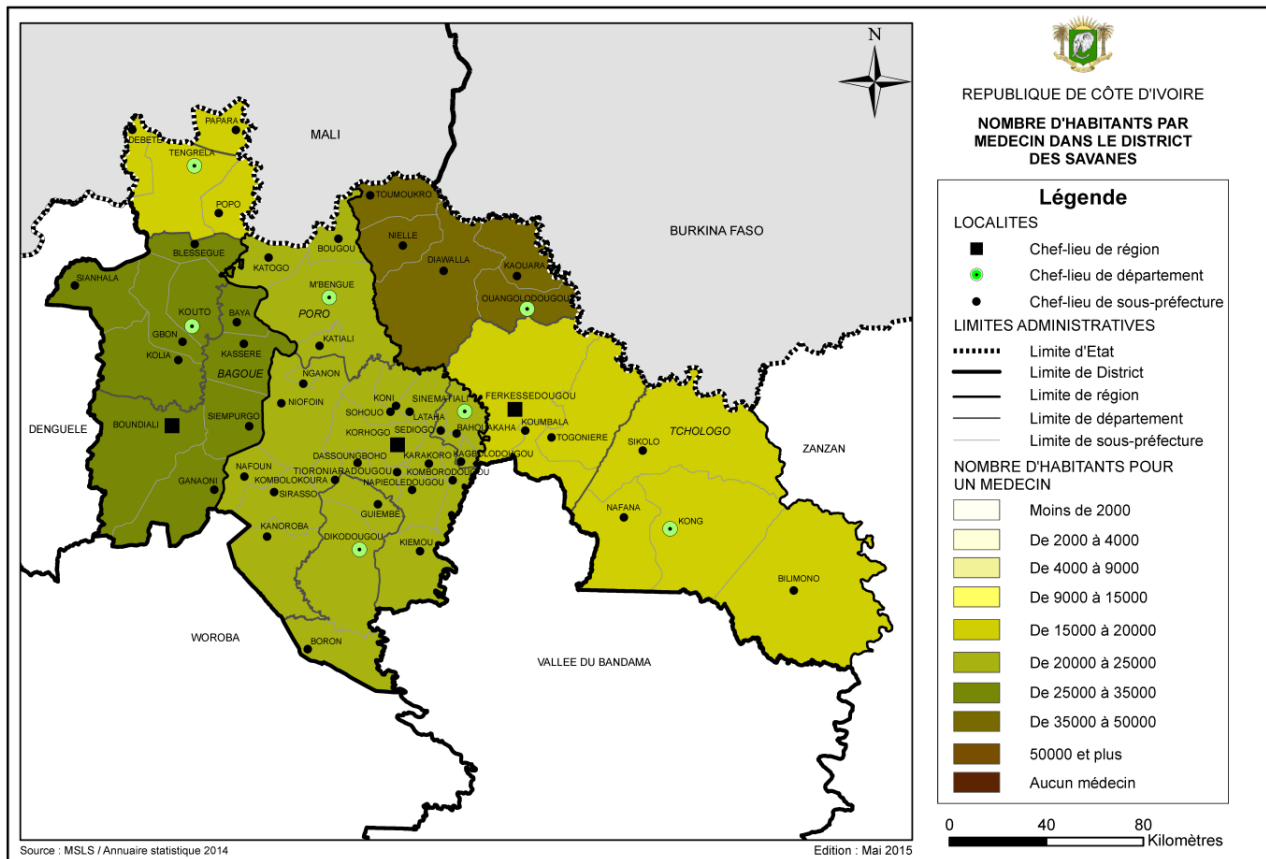 N
MALI
BURKINA FASO
DENGUELE
WOROBA
VALLEE DU BANDAMA
ZANZAN
PAPARA
DEBETE
TENGRELA
POPO
BLESSEGUE
SIANHALA
KOUTO
GBON
KOLIA
BAYA
KASSERE
BAGOUE
BOUNDIALI
SIEMPURGO
GANAONI
KATOGO
BOUGOU
M'BENGUE
PORO
KATIALI
NGANON
NIOFOIN
KONI
SOHOUO
LATAHA
SINEMATIALI
SEDIOGO
BAHOUAKAHA
KORHOGO
DASSOUNGBOHO
KARAKORO
KAGBOLODOUGOU
TIORONIARADOUGOU
KOMBORODOUGOU
NAFOUN
KOMBOLOKOURA
NAPIEOLEDOUGOU
SIRASSO
GUIEMBE
KANOROBA
DIKODOUGOU
KIEMOU
BORON
TOUMOUKRO
NIELLE
DIAWALLA
KAOUARA
OUANGOLODOUGOU
FERKESSEDOUGOU
KOUMBALA
TOGONIERE
TCHOLOGO
SIKOLO
NAFANA
KONG
BILIMONO
Source : MSLS / Annuaire statistique 2014
Edition : Mai 2015
REPUBLIQUE DE CÔTE D'IVOIRE
NOMBRE D'HABITANTS PAR
MEDECIN DANS LE DISTRICT
DES SAVANES
Légende
LOCALITES
Chef-lieu de région
Chef-lieu de département
Chef-lieu de sous-préfecture
LIMITES ADMINISTRATIVES
Limite d'Etat
Limite de District
Limite de région
Limite de département
Limite de sous-préfecture
NOMBRE D'HABITANTS POUR
UN MEDECIN
Moins de 2000
De 2000 à 4000
De 4000 à 9000
De 9000 à 15000
De 15000 à 20000
De 20000 à 25000
De 25000 à 35000
De 35000 à 50000
50000 et plus
Aucun médecin
0 40 80
Kilomètres